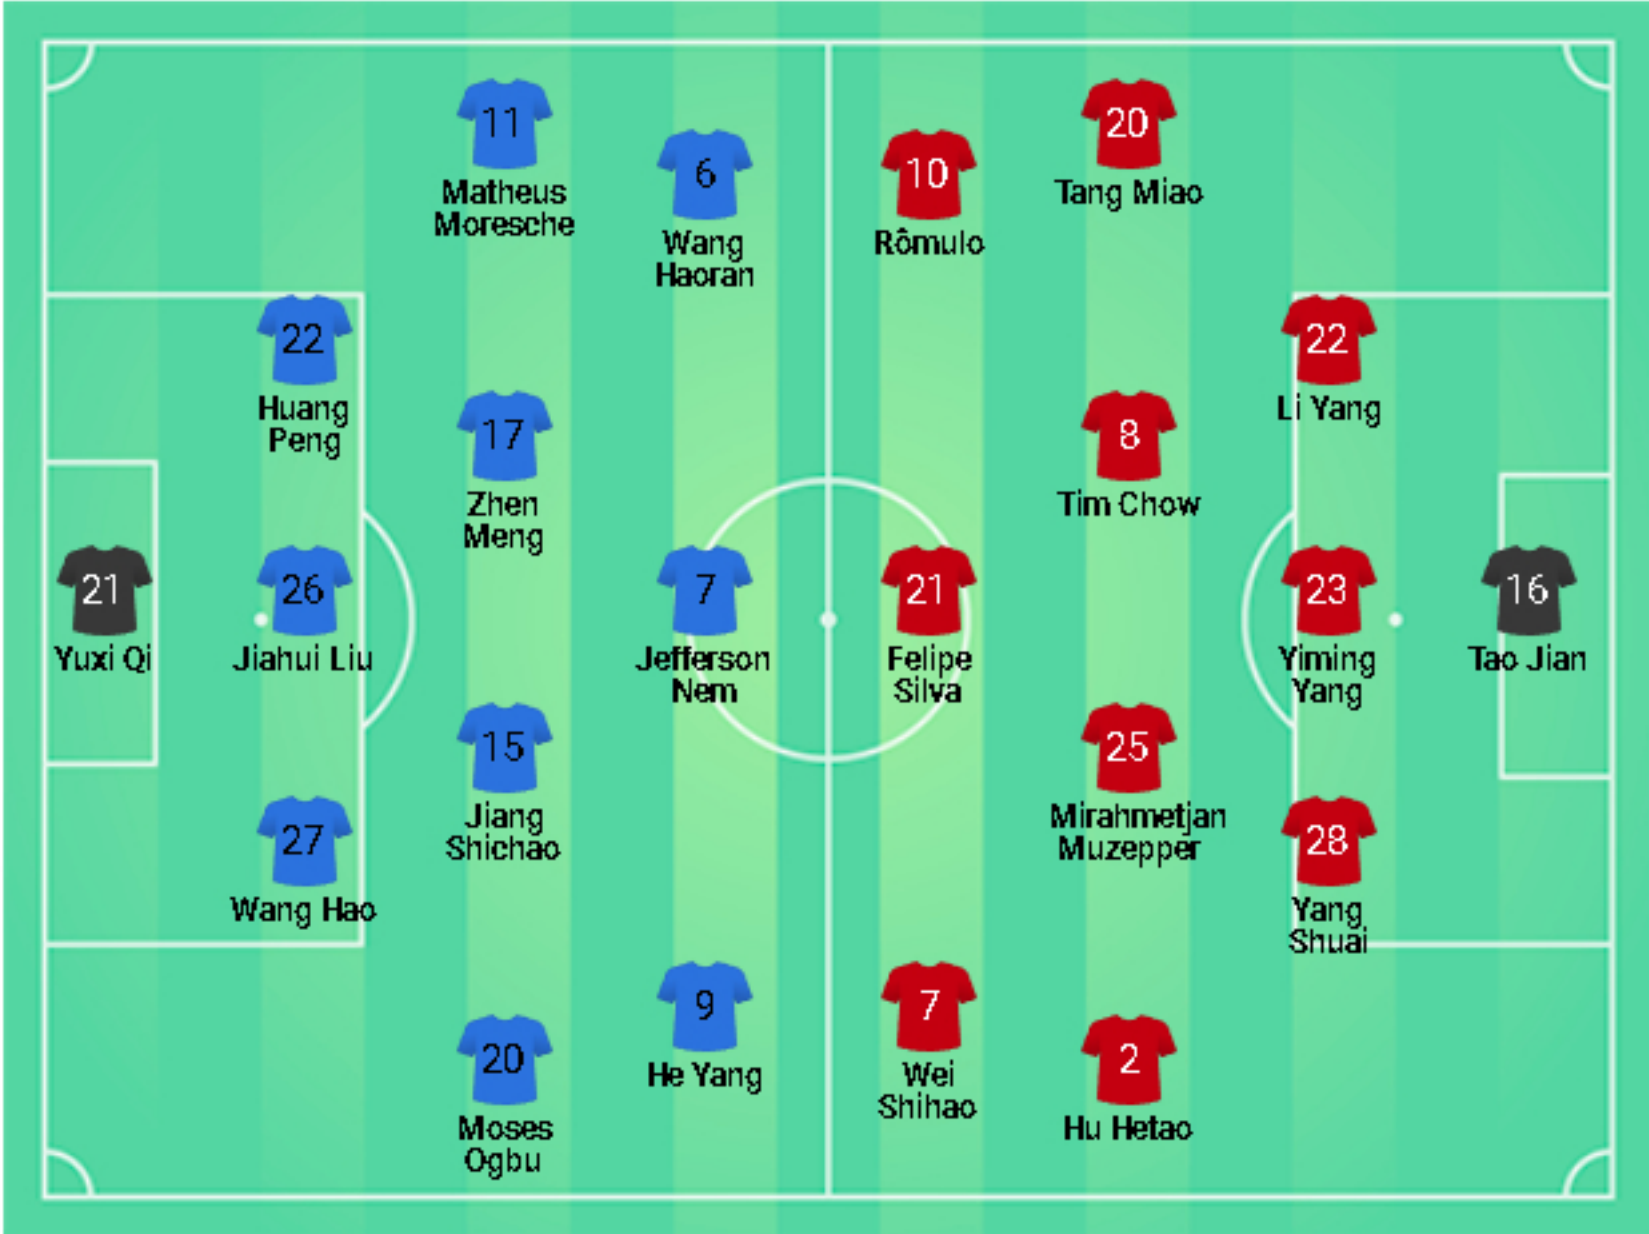 21
Yuxi Qi
22
Huang
Peng
26
Jiahui Liu
27
Wang Hao
11
Matheus
Moresche
17
Zhen
Meng
15
Jiang
Shichao
20
Moses
Ogbu
6
Wang
Haoran
7
Jefferson
Nem
9
He Yang
10
Rômulo
21
Felipe
Silva
7
Wei
Shihao
20
Tang Miao
8
Tim Chow
25
Mirahmetjan
Muzepper
2
Hu Hetao
22
Li Yang
23
Yiming
Yang
28
Yang
Shuai
16
Tao Jian